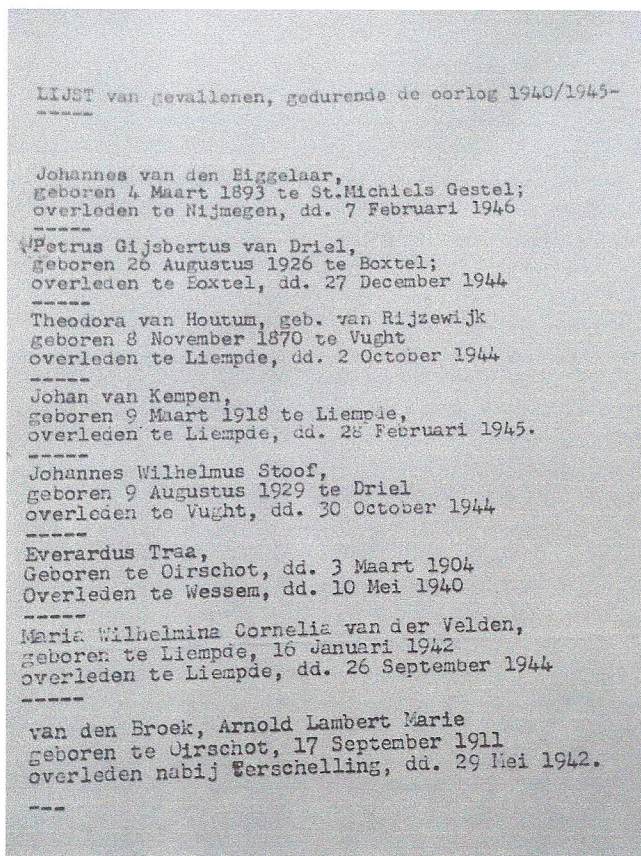 LIJST van gevallenen, gedurende de oorlog 1940/1945-
-----
Johannes van den Biggelaar,
geboren 4 Maart 1893 te St.Michiels Gestel;
overleden te Nijmegen, dd. 7 Februari 1946
-----
Petrus Gijsbertus van Driel,
geboren 26 Augustus 1926 te Boxtel;
overleden te Boxtel, dd. 27 December 1944
-----
Theodora van Houtum, geb. van Rijzewijk
geboren 8 November 1870 te Vught
overleden te Liempde, dd. 2 October 1944
-----
Johan van Kempen,
geboren 9 Maart 1918 te Liempde,
overleden te Liempde, dd. 28 Februari 1945.
-----
Johannes Wilhelmus Stoof,
geboren 9 Augustus 1929 te Driel
overleden te Vught, dd. 30 October 1944
-----
Everardus Traa,
Geboren te Oirschot, dd. 3 Maart 1904
Overleden te Wessem, dd. 10 Mei 1940
-----
Maria Wilhelmina Cornelia van der Velden,
geboren te Liempde, 16 Januari 1942
overleden te Liempde, dd. 26 September 1944
-----
van den Broek, Arnold Lambert Marie
geboren te Oirschot, 17 September 1911
overleden nabij Terschelling, dd. 29 Mei 1942.
---